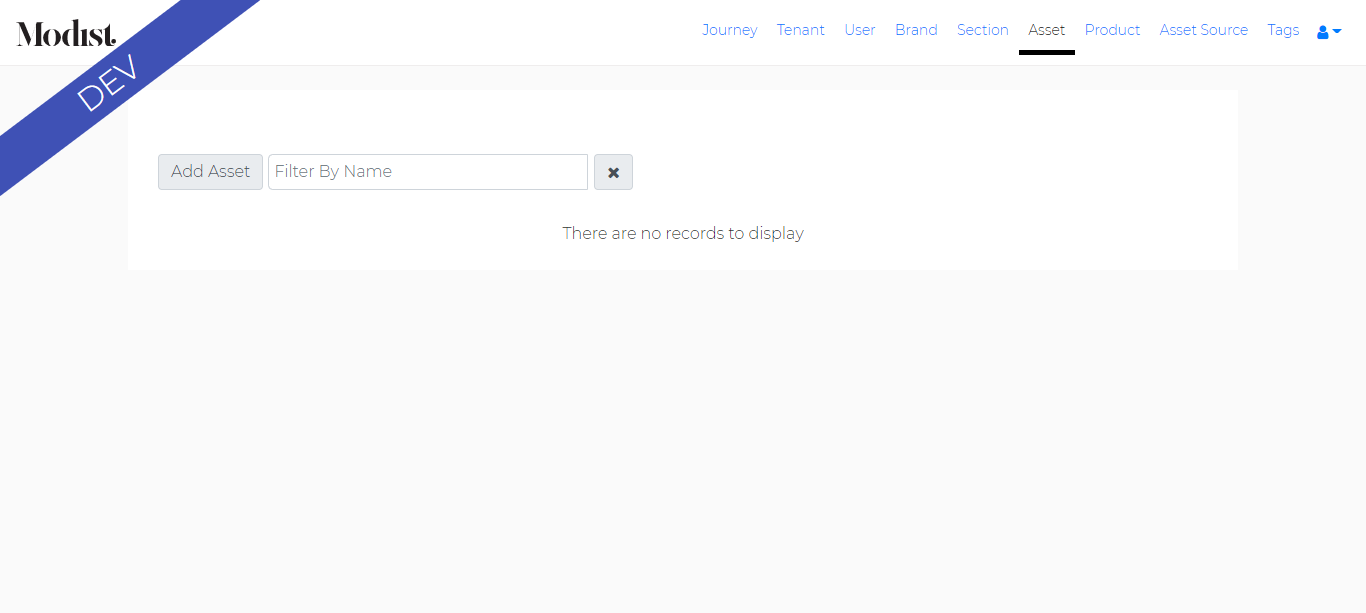 Modist.
DEV
Journey Tenant User Brand Section Asset Product Asset Source Tags
Add Asset Filter By Name
There are no records to display